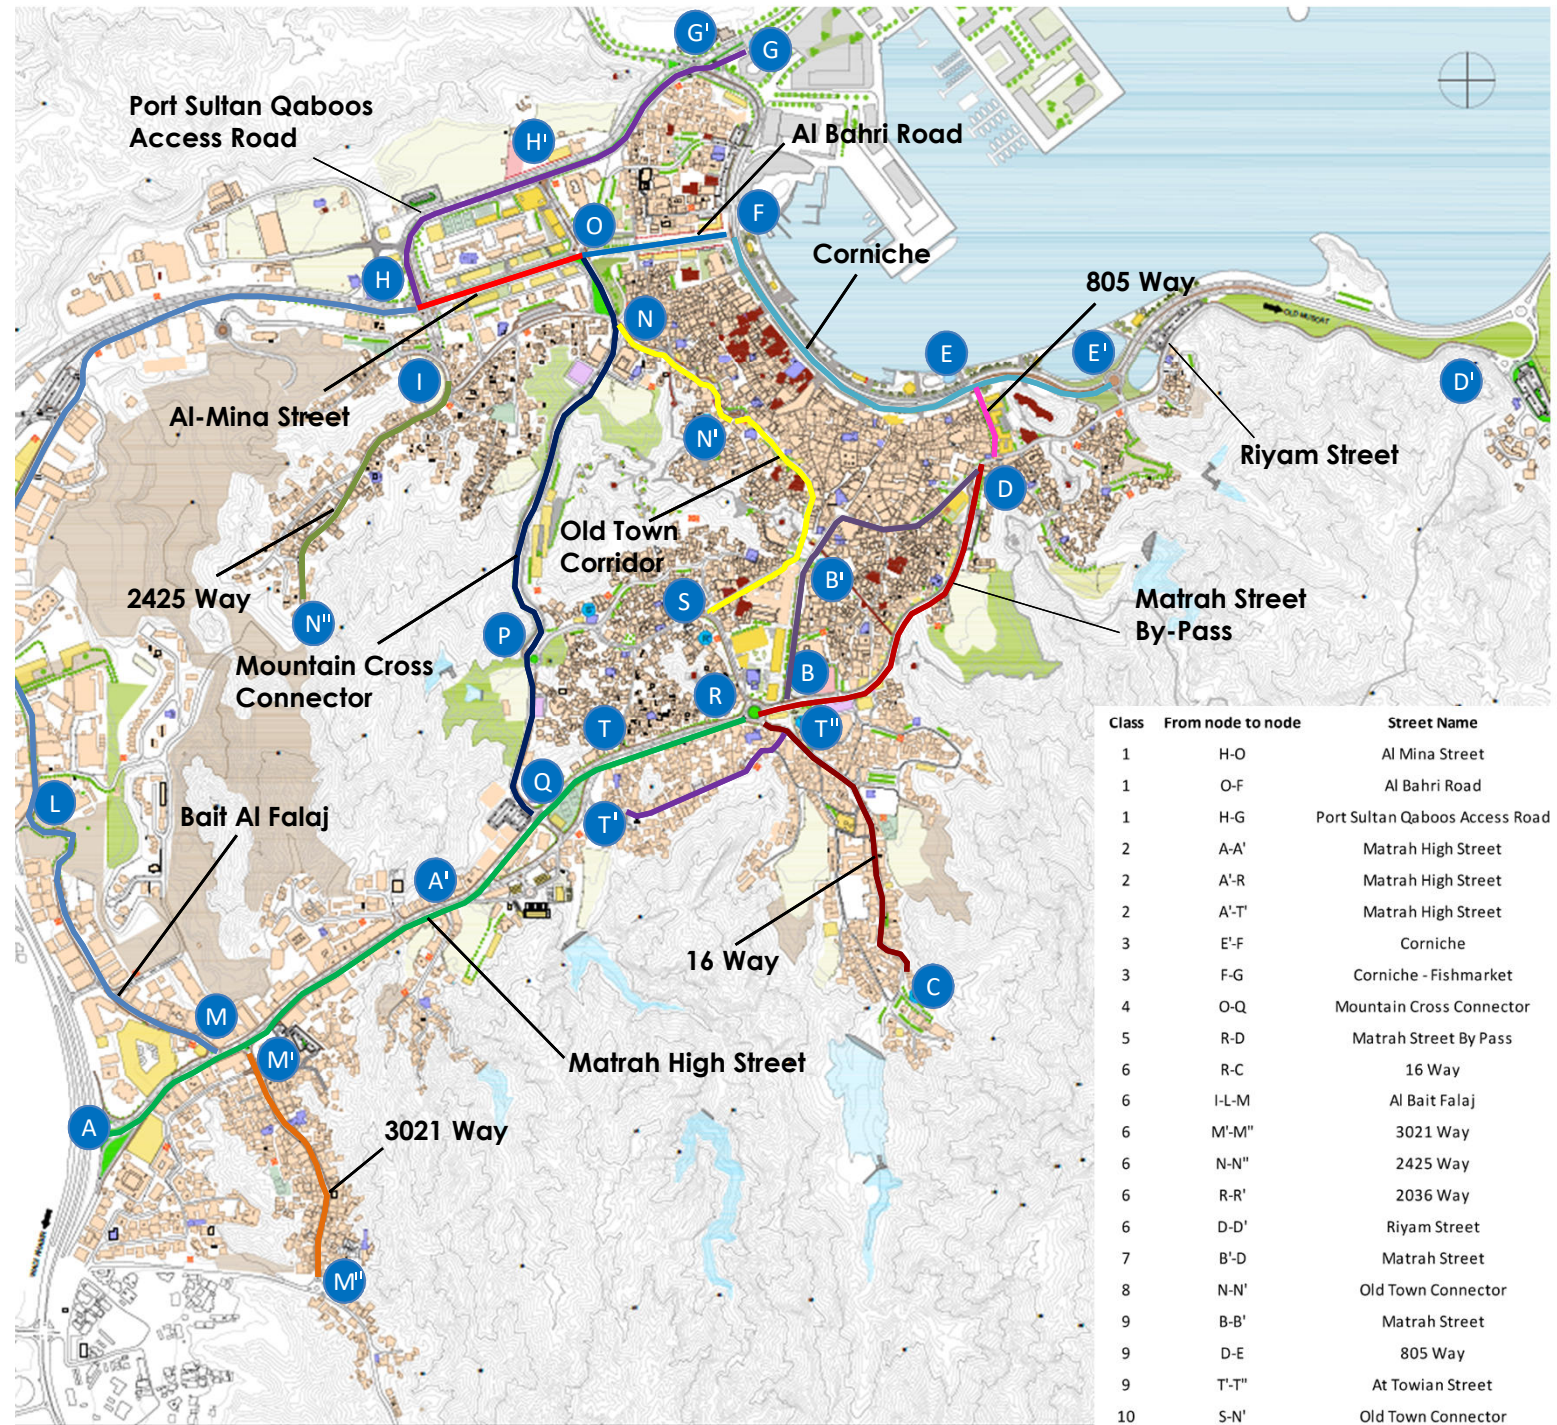 G'
G
Port Sultan Qaboos
Access Road
H'
Al Bahri Road
O
F
Corniche
H
805 Way
N
OLD MUSCAT
E
E'
I
D'
Al-Mina Street
N'
Riyam Street
D
Old Town
Corridor
2425 Way
B'
S
Matrah Street
By-Pass
N"
P
Mountain Cross
Connector
B
R
T
T"
Q
L
Bait Al Falaj
T'
A'
16 Way
C
M
M'
Matrah High Street
A
3021 Way
M"
Class From node to node Street Name
1 H-O Al Mina Street
1 O-F Al Bahri Road
1 H-G Port Sultan Qaboos Access Road
2 A-A' Matrah High Street
2 A'-R Matrah High Street
2 A'-T' Matrah High Street
3 E'-F Corniche
3 F-G Corniche - Fishmarket
4 O-Q Mountain Cross Connector
5 R-D Matrah Street By Pass
6 R-C 16 Way
6 I-L-M Al Bait Falaj
6 M'-M" 3021 Way
6 N-N" 2425 Way
6 R-R' 2036 Way
6 D-D' Riyam Street
7 B'-D Matrah Street
8 N-N' Old Town Connector
9 B-B' Matrah Street
9 D-E 805 Way
9 T'-T" At Towian Street
10 S-N' Old Town Connector